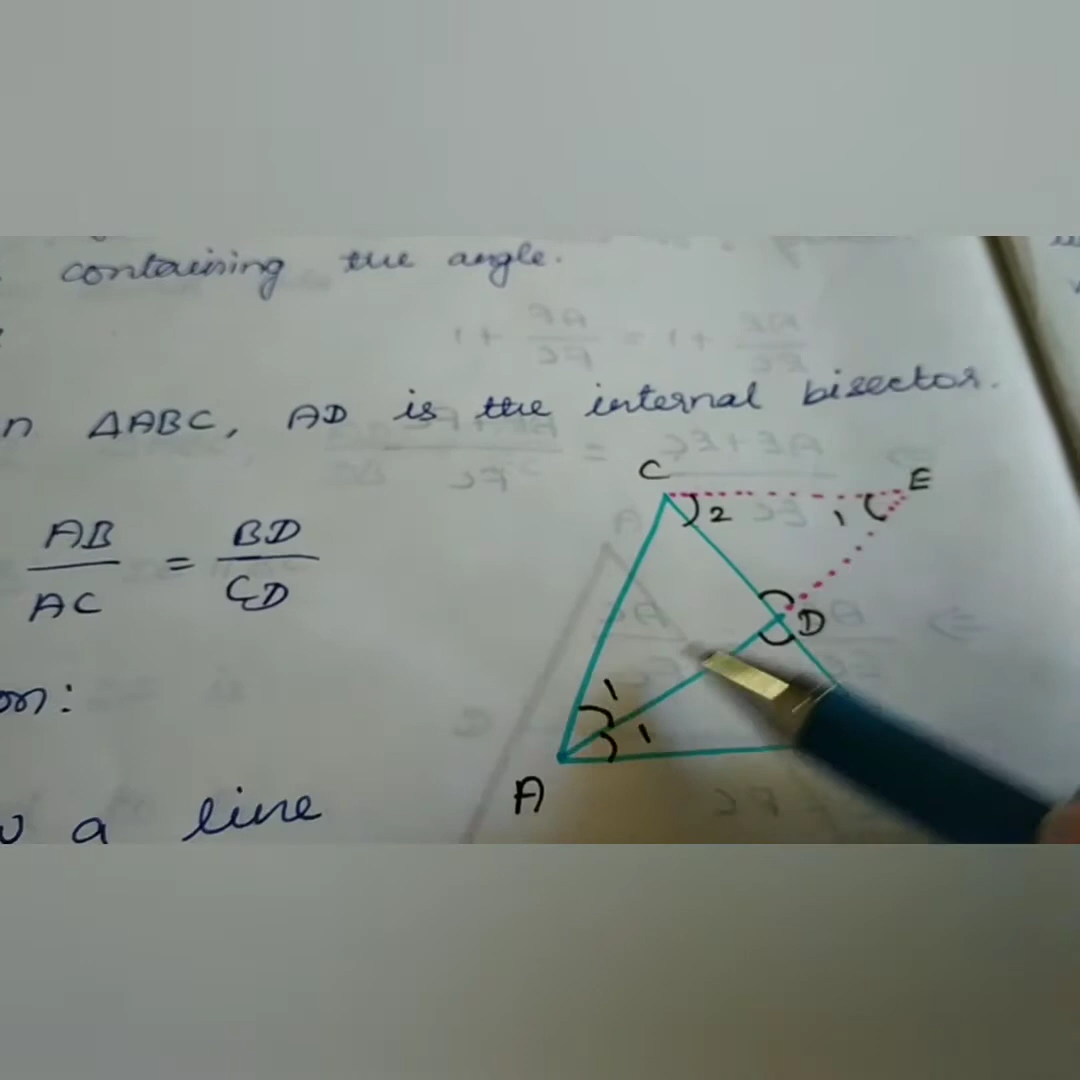 containing the angle.
n ΔABC, AD is the internal bisector.
AB/AC = BD/CD
on:
a line
C
E
2
1
D
1
1
A